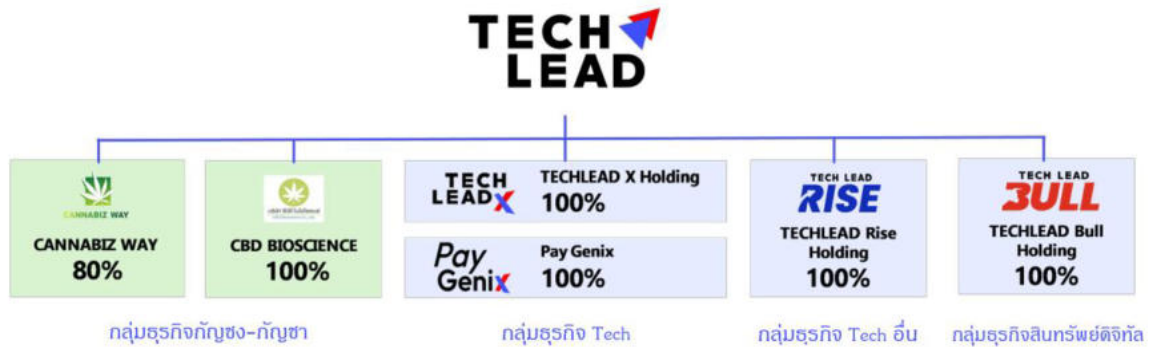 TECH
LEAD
CANNABIZ WAY
CANNABIZ WAY
80%
CBD BIOSCIENCE
100%
TECH
LEAD X
TECHLEAD X Holding
100%
Pay
Genix
Pay Genix
100%
TECH LEAD
RISE
TECHLEAD Rise
Holding
100%
TECH LEAD
BULL
TECHLEAD Bull
Holding
100%
กลุ่มธุรกิจกัญชง-กัญชา
กลุ่มธุรกิจ Tech
กลุ่มธุรกิจ Tech อื่น
กลุ่มธุรกิจสินทรัพย์ดิจิทัล